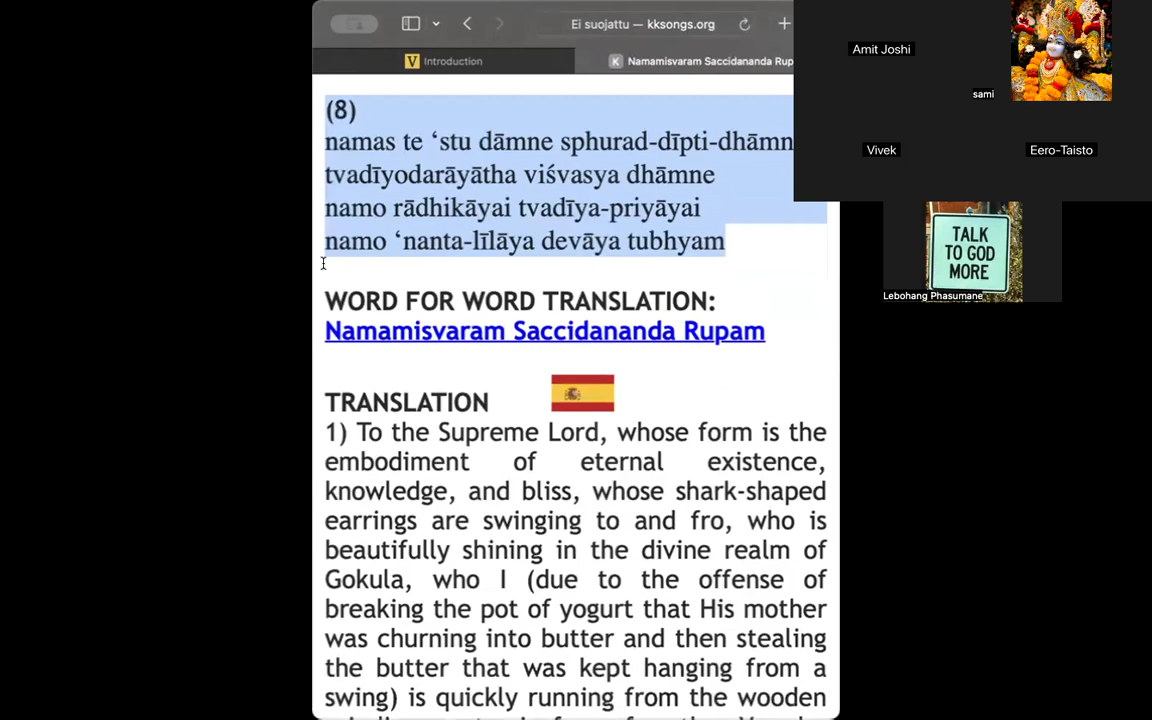 Ei suojattu — kksongs.org
V Introduction
K Namamisvaram Saccidananda Rup
(8)
namas te ‘stu dāmne sphurad-dīpti-dhāmn
tvadīyodarāyātha viśvasya dhāmne
namo rādhikāyai tvadīya-priyāyai
namo ‘nanta-līlāya devāya tubhyam
WORD FOR WORD TRANSLATION:
Namamisvaram Saccidananda Rupam
TRANSLATION
1) To the Supreme Lord, whose form is the
embodiment of eternal existence,
knowledge, and bliss, whose shark-shaped
earrings are swinging to and fro, who is
beautifully shining in the divine realm of
Gokula, who I (due to the offense of
breaking the pot of yogurt that His mother
was churning into butter and then stealing
the butter that was kept hanging from a
swing) is quickly running from the wooden
Amit Joshi
sami
Vivek
Eero-Taisto
TALK
TO GOD
MORE
Lebohang Phasumane